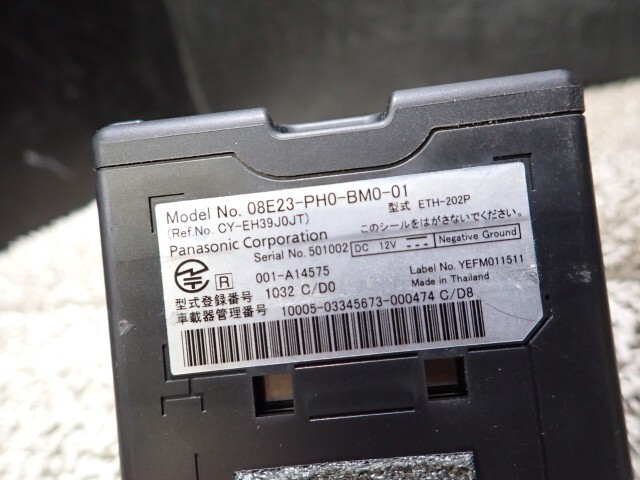 Model No. 08E23-PH0-BM0-01
(Ref.No. CY-EH39J0JT) 型式 ETH-202P
Panasonic Corporation このシールをはがさないでください。
Serial No. 501002 DC 12V Negative Ground
R 001-A14575 Label No. YEFM011511
型式登録番号 1032 C/D0 Made in Thailand
車載器管理番号 10005-03345673-000474 C/D8